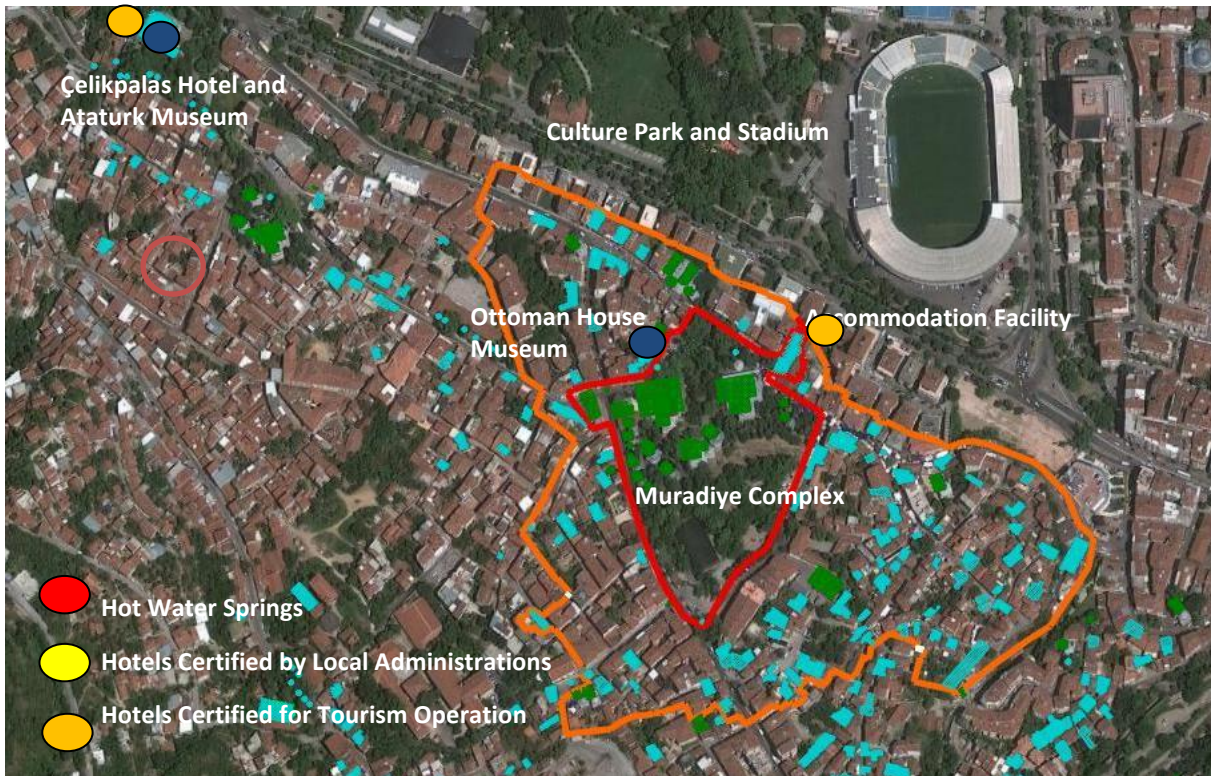 Çelikpalas Hotel and
Ataturk Museum
Culture Park and Stadium
Ottoman House
Museum
Accommodation Facility
Muradiye Complex
Hot Water Springs
Hotels Certified by Local Administrations
Hotels Certified for Tourism Operation